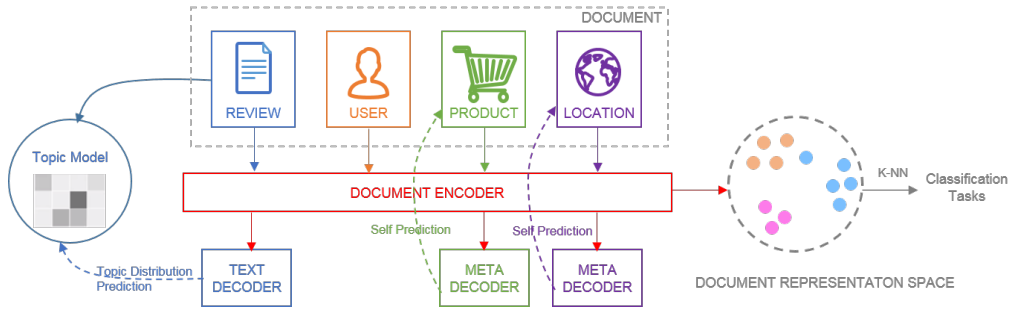 DOCUMENT
REVIEW
USER
PRODUCT
LOCATION
Topic Model
DOCUMENT ENCODER
K-NN
Classification
Tasks
Self Prediction
Self Prediction
Topic Distribution
Prediction
TEXT
DECODER
META
DECODER
META
DECODER
DOCUMENT REPRESENTATON SPACE